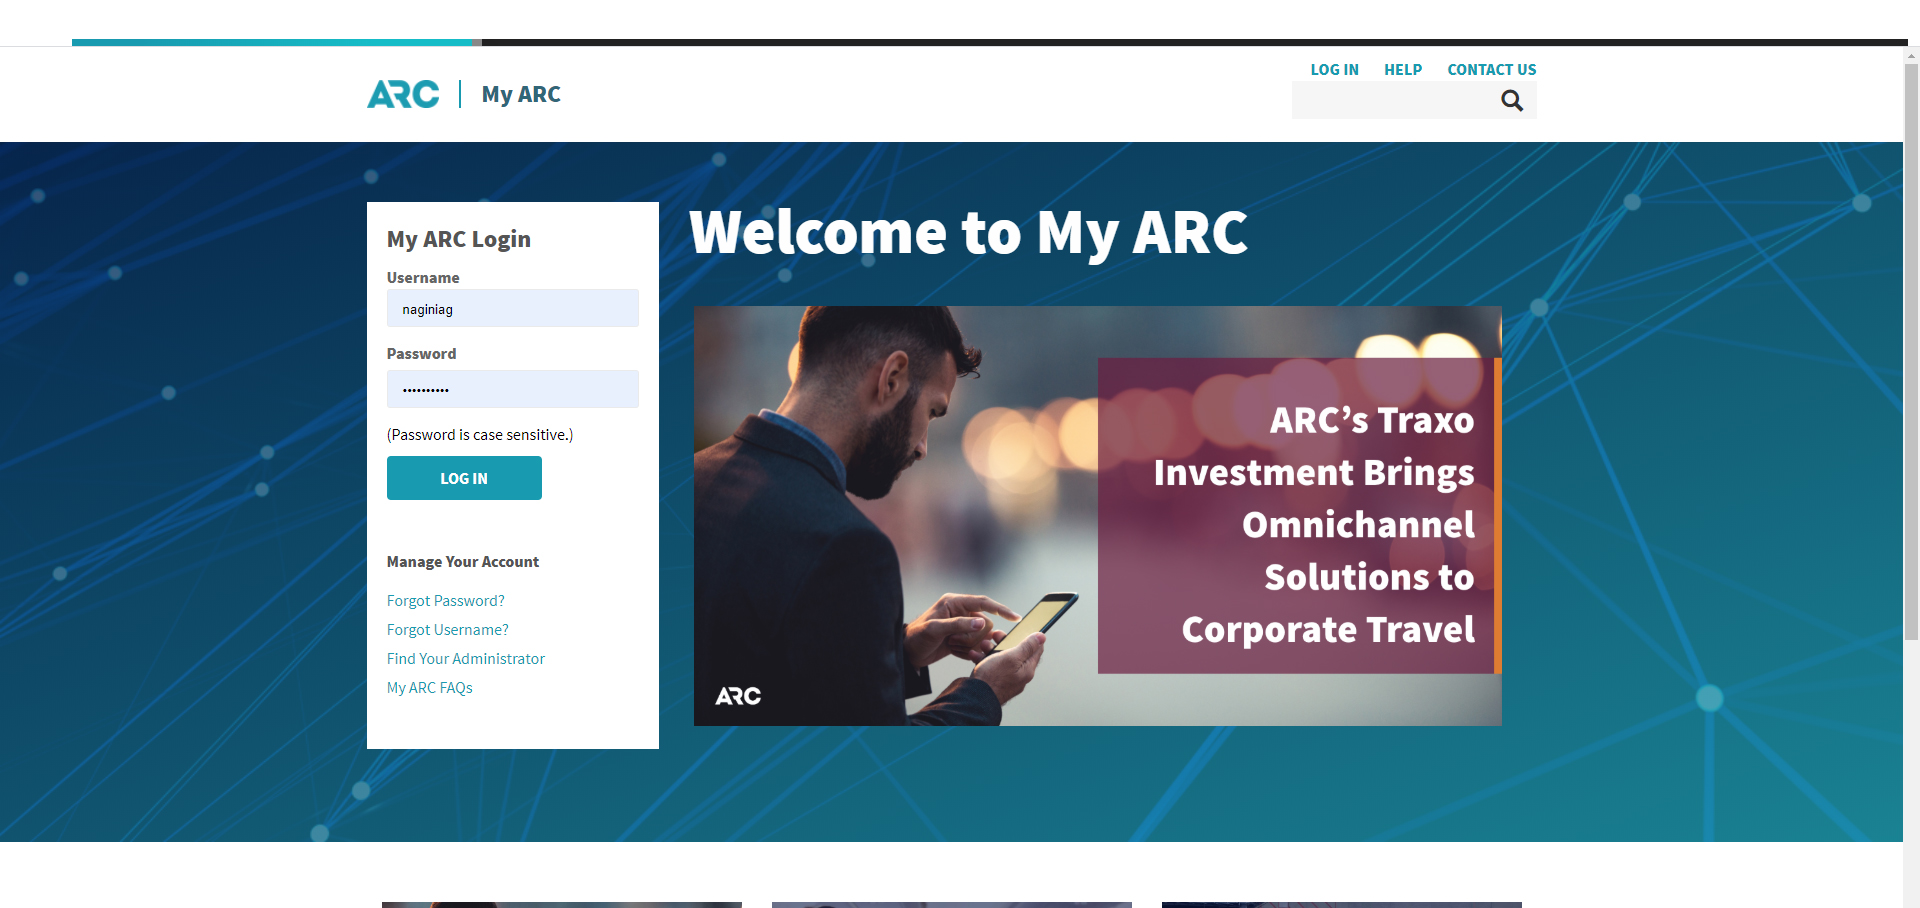 ARC
My ARC
LOG IN HELP CONTACT US
My ARC Login
Username
naginiag
Password
••••••••••
(Password is case sensitive.)
LOG IN
Manage Your Account
Forgot Password?
Forgot Username?
Find Your Administrator
My ARC FAQs
Welcome to My ARC
ARC’s Traxo
Investment Brings
Omnichannel
Solutions to
Corporate Travel
ARC